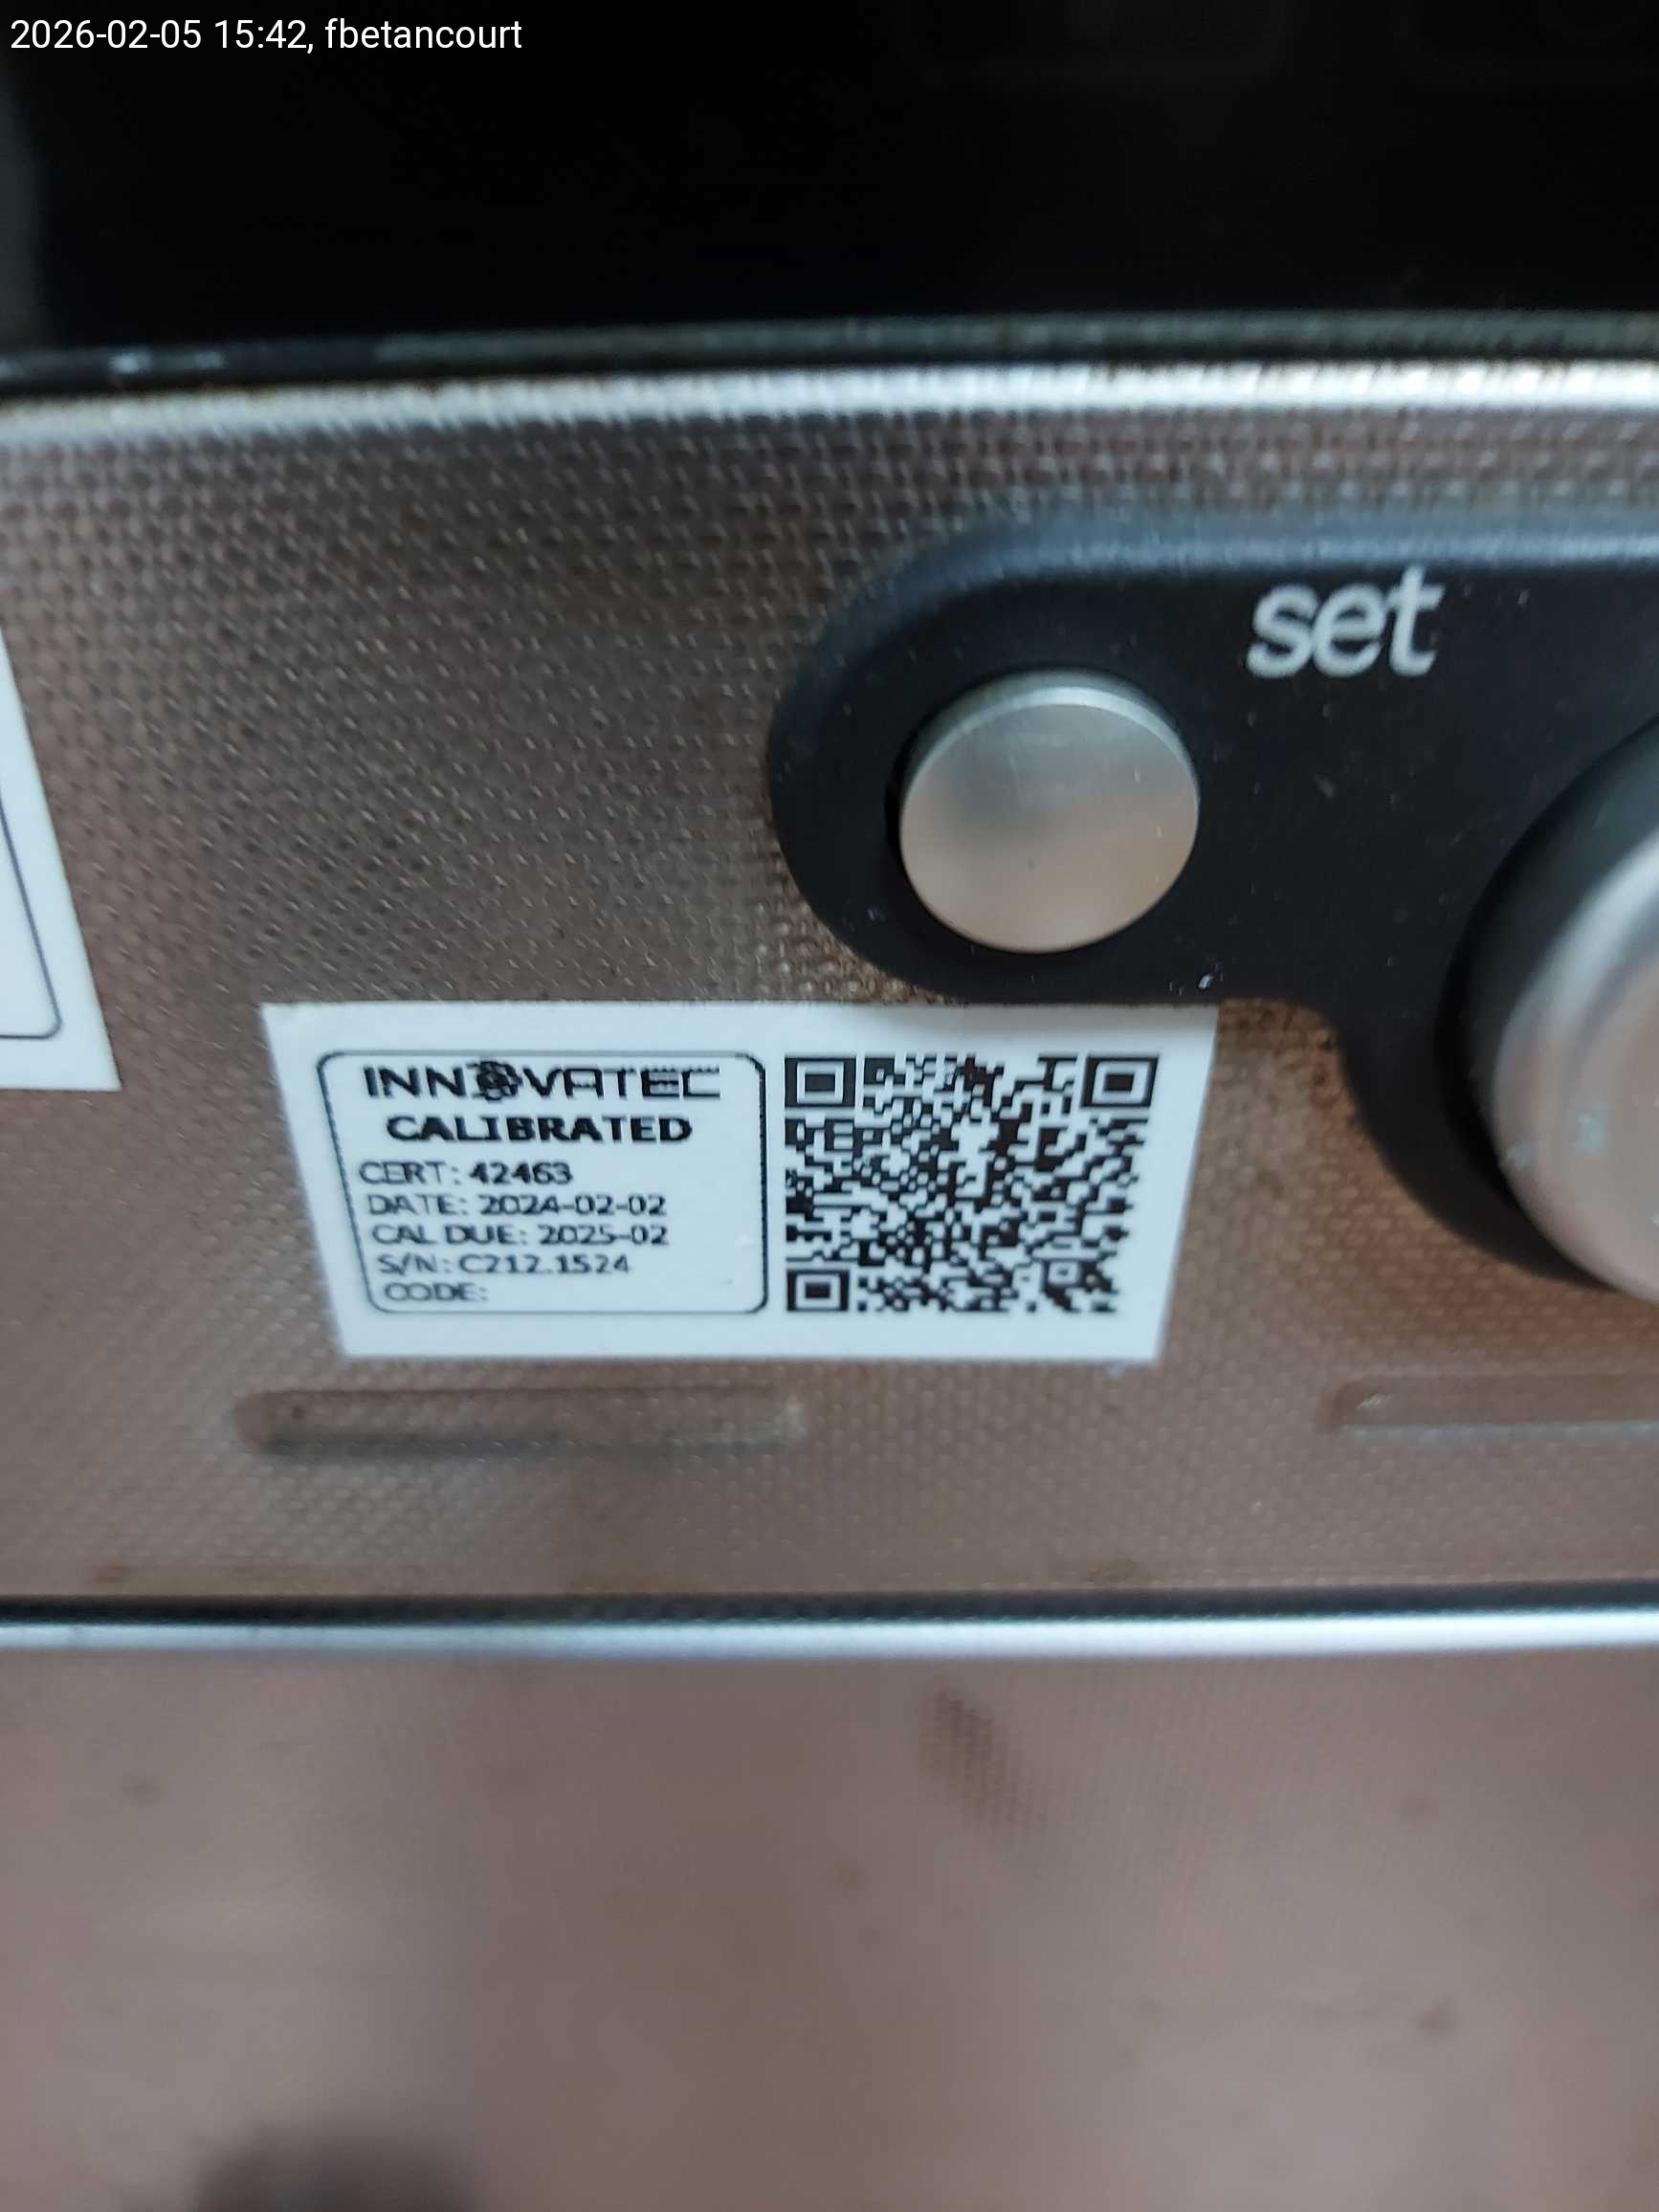 2026-02-05 15:42, fbetancourt
set
INNOVATEC
CALIBRATED
CERT: 42463
DATE: 2024-02-02
CAL DUE: 2025-02
S/N: C212.1524
CODE: